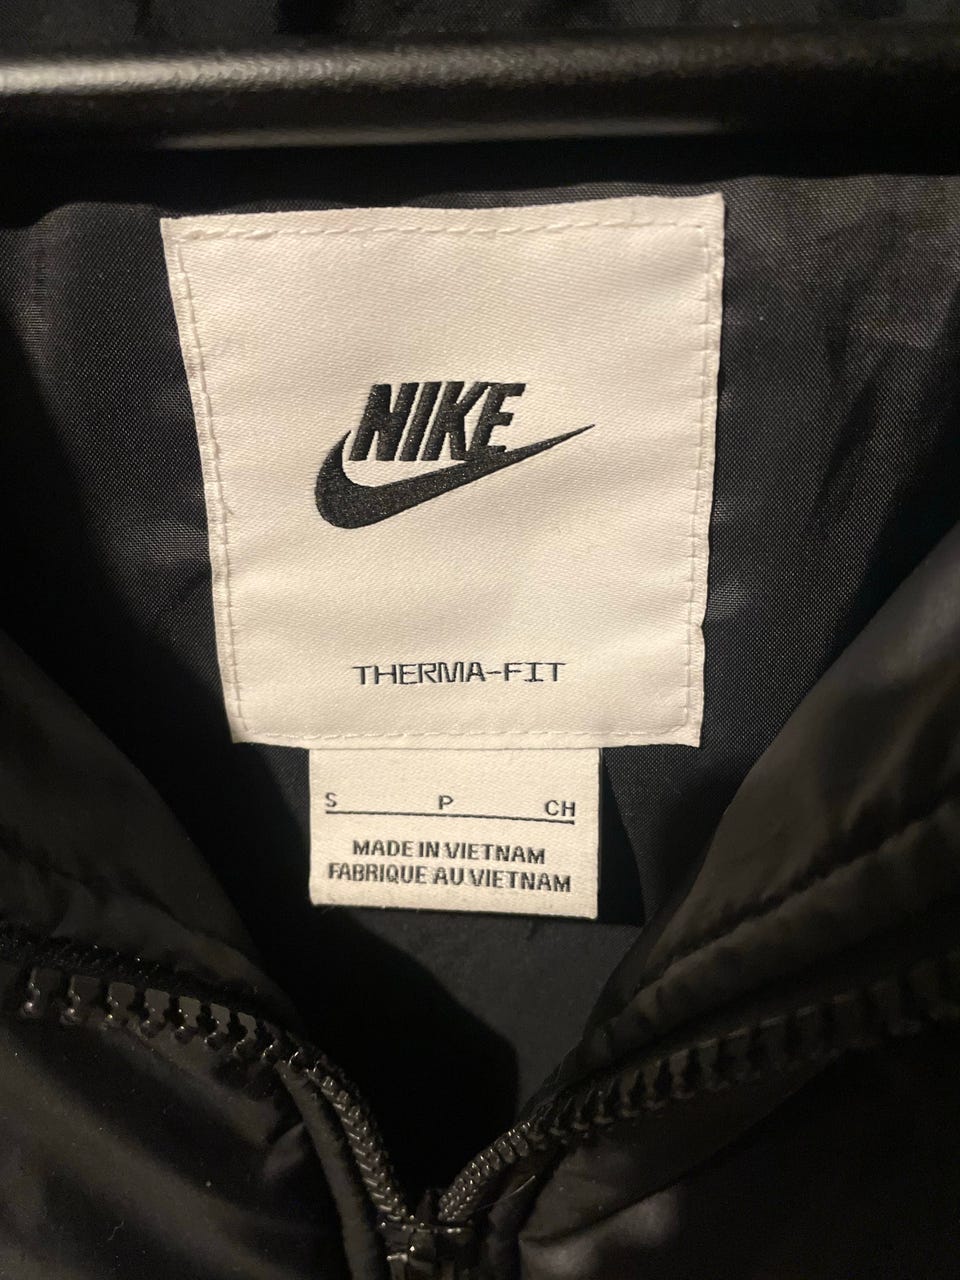 NIKE
THERMA-FIT
S P CH
MADE IN VIETNAM
FABRIQUE AU VIETNAM